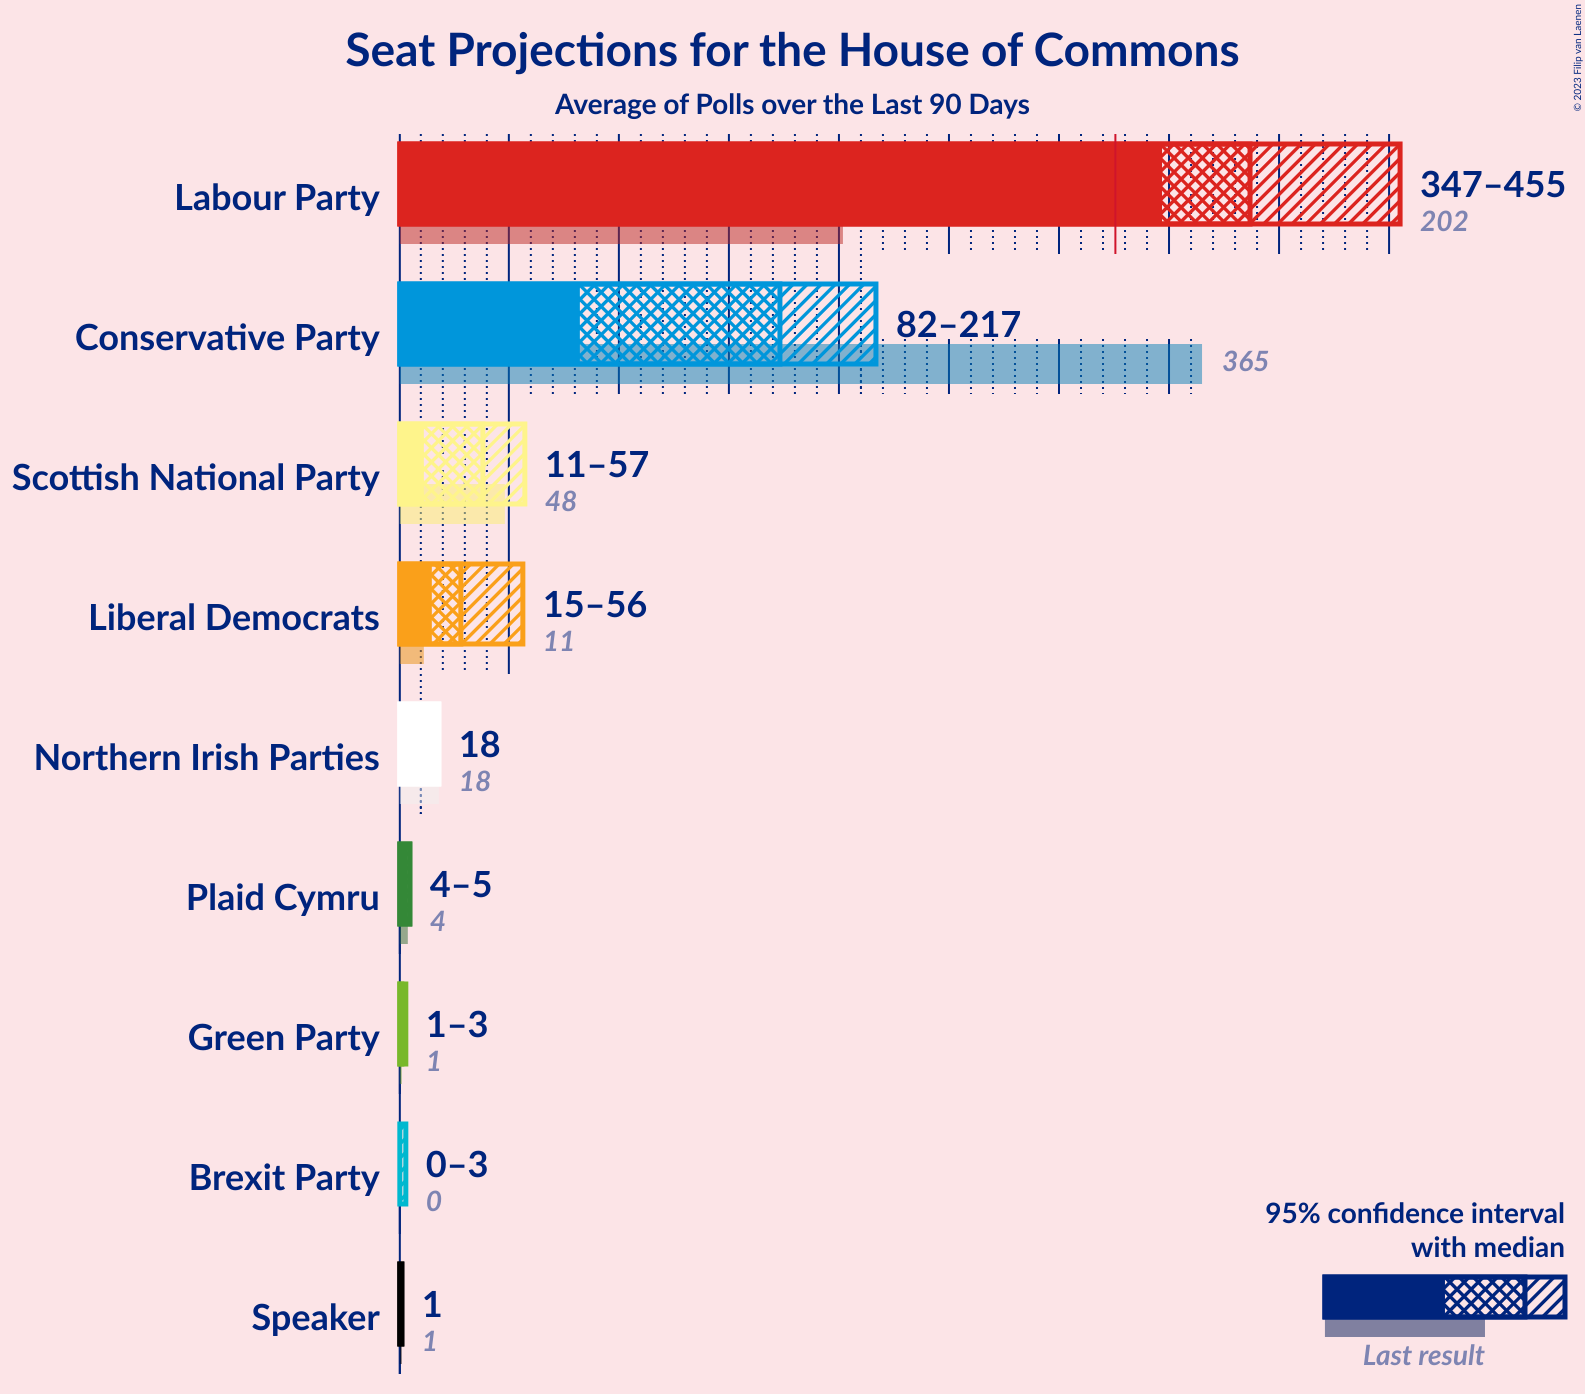 Seat Projections for the House of Commons
Average of Polls over the Last 90 Days
© 2023 Filip van Laenen
Labour Party
347–455
202
Conservative Party
82–217
365
Scottish National Party
11–57
48
Liberal Democrats
15–56
11
Northern Irish Parties
18
18
Plaid Cymru
4–5
4
Green Party
1–3
1
Brexit Party
0–3
0
Speaker
1
1
95% confidence interval
with median
Last result